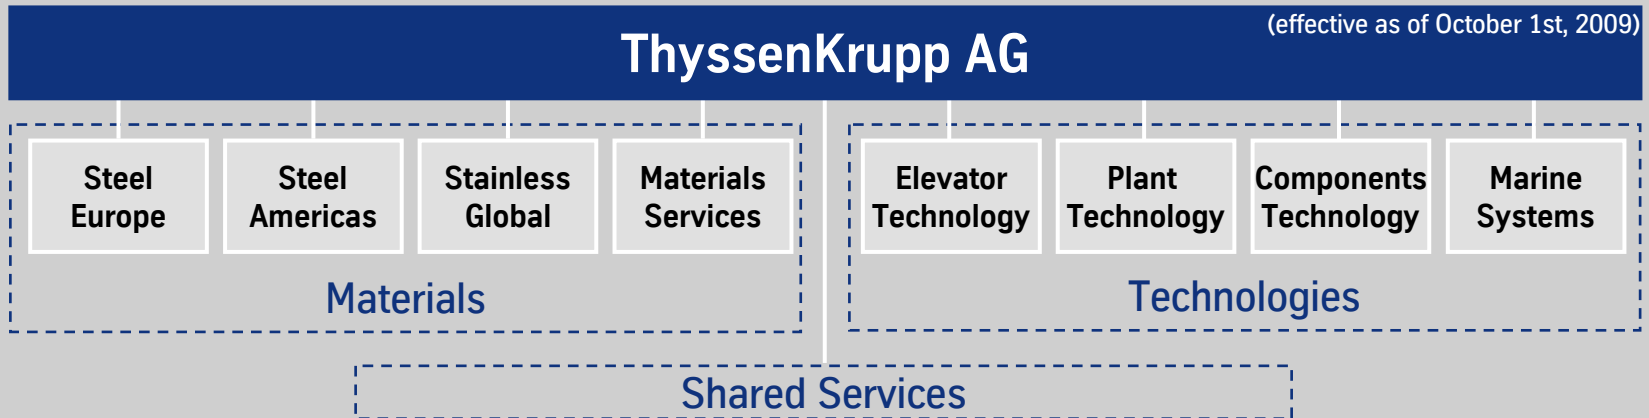 (effective as of October 1st, 2009)
ThyssenKrupp AG
Steel
Europe
Steel
Americas
Stainless
Global
Materials
Services
Elevator
Technology
Plant
Technology
Components
Technology
Marine
Systems
Materials
Technologies
Shared Services